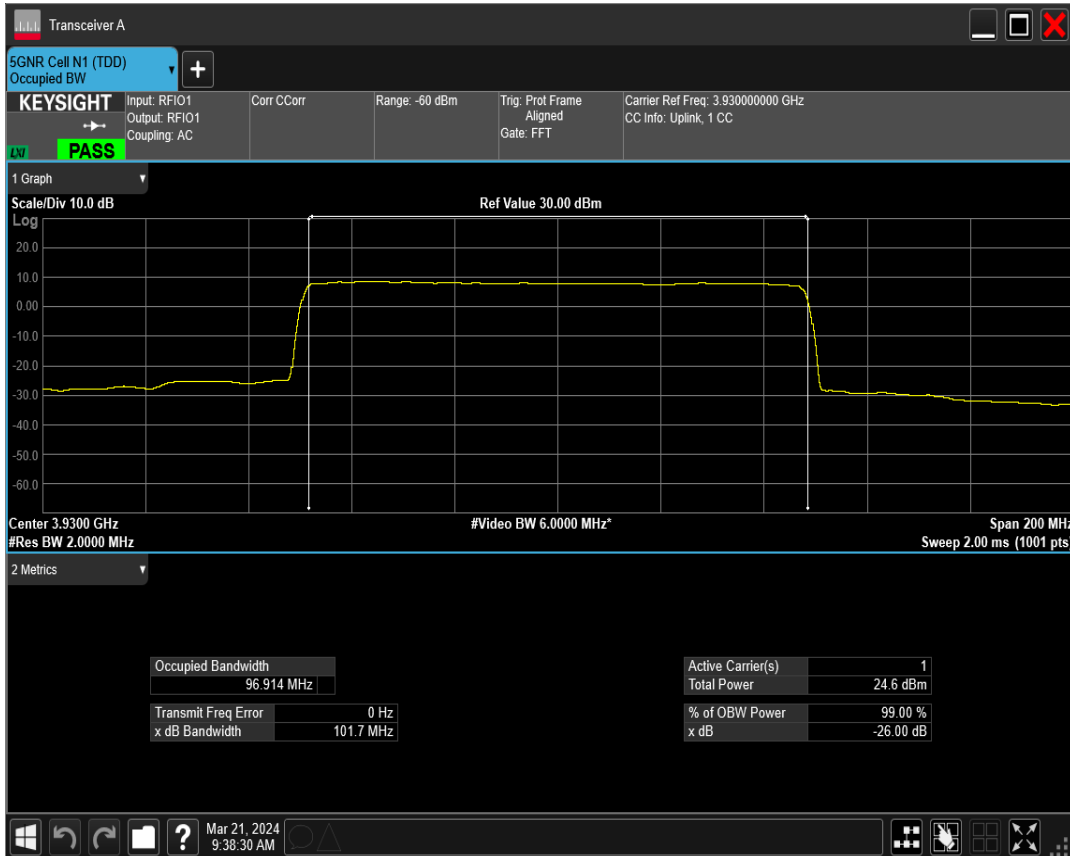 Transceiver A
5GNR Cell N1 (TDD)
Occupied BW
+
KEYSIGHT
LXI
PASS
Input: RFIO1
Output: RFIO1
Coupling: AC
Corr CCorr
Range: -60 dBm
Trig: Prot Frame
Aligned
Gate: FFT
Carrier Ref Freq: 3.930000000 GHz
CC Info: Uplink, 1 CC
1 Graph
Scale/Div 10.0 dB
Ref Value 30.00 dBm
Log
20.0
10.0
0.00
-10.0
-20.0
-30.0
-40.0
-50.0
-60.0
Center 3.9300 GHz
#Video BW 6.0000 MHz*
Span 200 MHz
#Res BW 2.0000 MHz
Sweep 2.00 ms (1001 pts)
2 Metrics
Occupied Bandwidth
96.914 MHz
Transmit Freq Error 0 Hz
x dB Bandwidth 101.7 MHz
Active Carrier(s) 1
Total Power 24.6 dBm
% of OBW Power 99.00 %
x dB -26.00 dB
?
Mar 21, 2024
9:38:30 AM